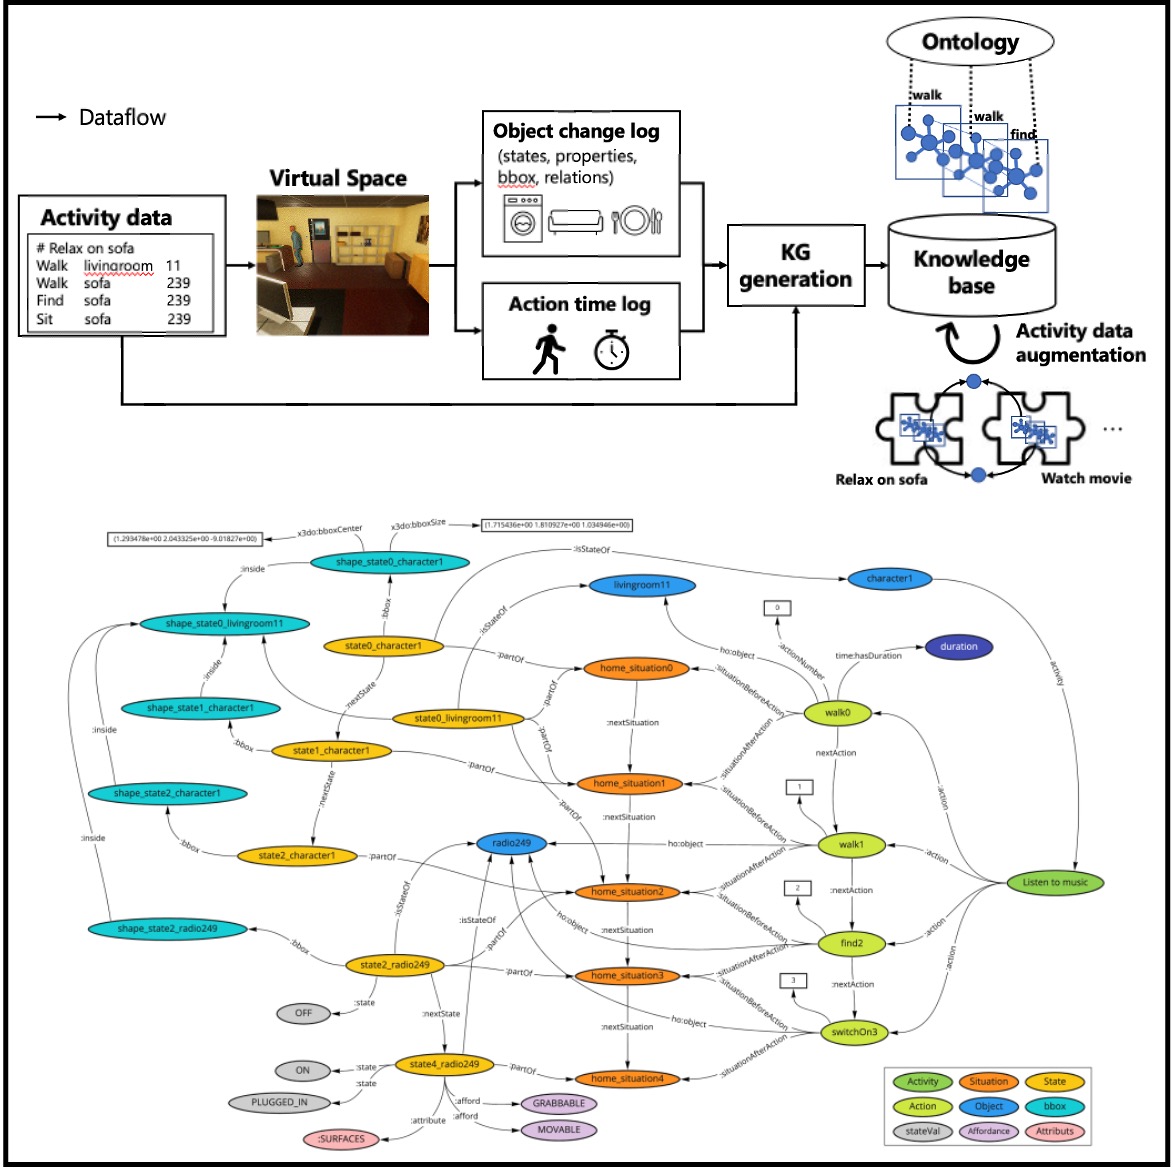 Ontology
walk
walk
find
Dataflow
Object change log
(states, properties,
bbox, relations)
Virtual Space
Activity data
# Relax on sofa
Walk livingroom 11
Walk sofa 239
Find sofa 239
Sit sofa 239
KG
generation
Knowledge
base
Action time log
Activity data
augmentation
...
Relax on sofa
Watch movie
x3do:bboxCenter
x3do:bboxSize
(1.715436e+00 1.810927e+00 1.034946e+00)
(1.293478e+00 2.043325e+00 -9.01827e+00)
:isStateOf
shape_state0_character1
:inside
livingroom11
character1
:bbox
0
shape_state0_livingroom11
:isStateOf
state0_character1
:actionNumber
ho:object
time:hasDuration
duration
:partOf
home_situation0
:inside
:nextState
:partOf
:situationBeforeAction
activity
shape_state1_character1
state0_livingroom11
walk0
:nextSituation
:inside
:bbox
state1_character1
:partOf
:situationAfterAction
nextAction
:partOf
home_situation1
1
shape_state2_character1
:nextState
:partOf
:situationBeforeAction
:action
:nextSituation
:inside
:bbox
radio249
ho:object
walk1
state2_character1
:partOf
:action
:situationAfterAction
home_situation2
2
:nextAction
Listen to music
:isStateOf
:isStateOf
ho:object
:situationBeforeAction
shape_state2_radio249
:nextSituation
:action
:bbox
:partOf
find2
state2_radio249
:partOf
home_situation3
:situationAfterAction
:action
3
:nextAction
:state
OFF
:nextState
:situationBeforeAction
ho:object
:nextSituation
switchOn3
ON
:state
state4_radio249
:partOf
:situationAfterAction
home_situation4
:state
PLUGGED_IN
:afford
GRABBABLE
:attribute
:afford
MOVABLE
:SURFACES
Activity Situation State
Action Object bbox
stateVal Affordance Attributs